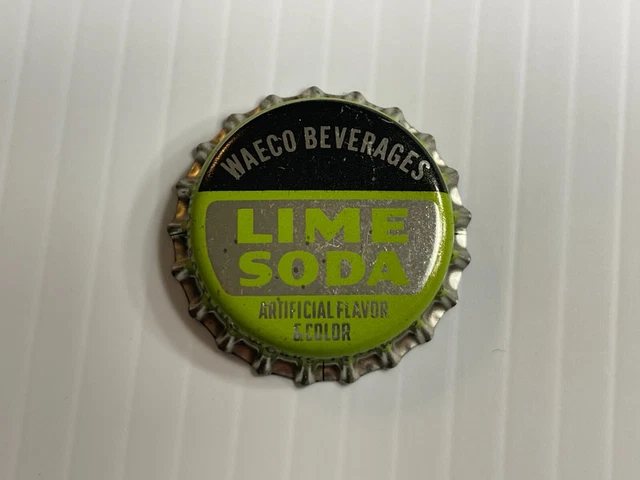 WAECO BEVERAGES
LIME
SODA
ARTIFICIAL FLAVOR
& COLOR